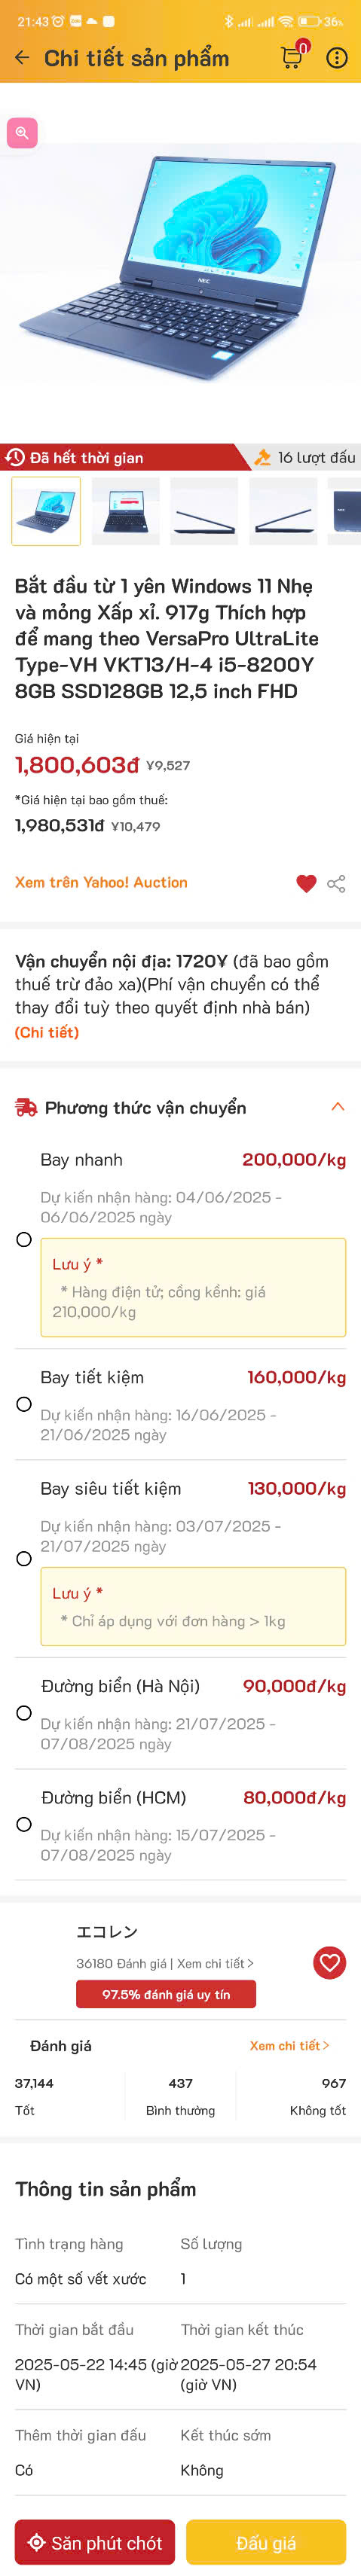 21:43
36%
Chi tiết sản phẩm
0
NEC
Đã hết thời gian
16 lượt đấu
Bắt đầu từ 1 yên Windows 11 Nhẹ
và mỏng Xấp xỉ. 917g Thích hợp
để mang theo VersaPro UltraLite
Type-VH VKT13/H-4 i5-8200Y
8GB SSD128GB 12,5 inch FHD
Giá hiện tại
1,800,603đ ¥9,527
*Giá hiện tại bao gồm thuế:
1,980,531đ ¥10,479
Xem trên Yahoo! Auction
Vận chuyển nội địa: 1720¥ (đã bao gồm
thuế trừ đảo xa)(Phí vận chuyển có thể
thay đổi tuỳ theo quyết định nhà bán)
(Chi tiết)
Phương thức vận chuyển
Bay nhanh 200,000/kg
Dự kiến nhận hàng: 04/06/2025 -
06/06/2025 ngày
Lưu ý *
* Hàng điện tử; cồng kềnh: giá
210,000/kg
Bay tiết kiệm 160,000/kg
Dự kiến nhận hàng: 16/06/2025 -
21/06/2025 ngày
Bay siêu tiết kiệm 130,000/kg
Dự kiến nhận hàng: 03/07/2025 -
21/07/2025 ngày
Lưu ý *
* Chỉ áp dụng với đơn hàng > 1kg
Đường biển (Hà Nội) 90,000đ/kg
Dự kiến nhận hàng: 21/07/2025 -
07/08/2025 ngày
Đường biển (HCM) 80,000đ/kg
Dự kiến nhận hàng: 15/07/2025 -
07/08/2025 ngày
エコレン
36180 Đánh giá | Xem chi tiết >
97.5% đánh giá uy tín
Đánh giá Xem chi tiết >
37,144 437 967
Tốt Bình thường Không tốt
Thông tin sản phẩm
Tình trạng hàng Số lượng
Có một số vết xước 1
Thời gian bắt đầu Thời gian kết thúc
2025-05-22 14:45 (giờ 2025-05-27 20:54
VN) (giờ VN)
Thêm thời gian đấu Kết thúc sớm
Có Không
Săn phút chót Đấu giá